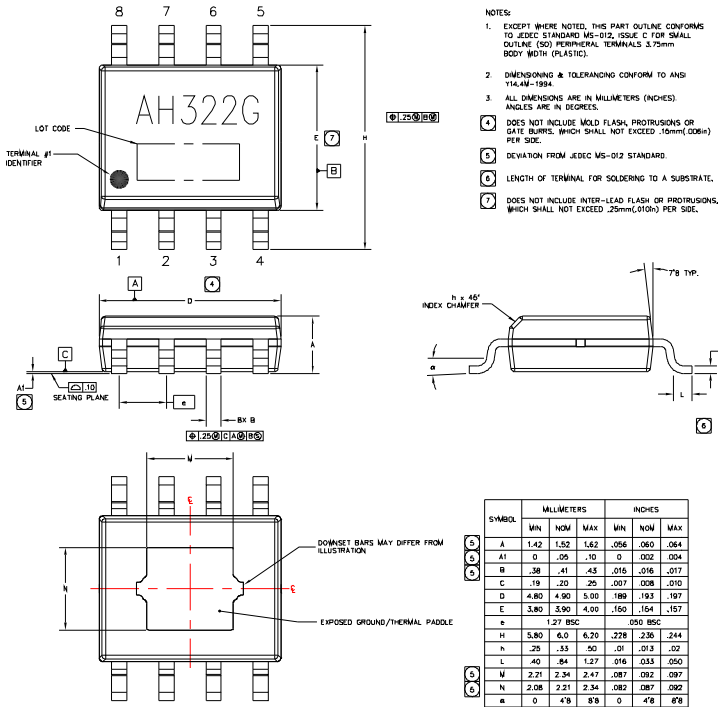 8 7 6 5
AH322G
LOT CODE
TERMINAL #1
IDENTIFIER
1 2 3 4
E 7
H
B
.25 M B M
NOTES:
1. EXCEPT WHERE NOTED, THIS PART OUTLINE CONFORMS
TO JEDEC STANDARD MS-012, ISSUE C FOR SMALL
OUTLINE (SO) PERIPHERAL TERMINALS 3.75mm
BODY WIDTH (PLASTIC).
2. DIMENSIONING & TOLERANCING CONFORM TO ANSI
Y14.4M-1994.
3. ALL DIMENSIONS ARE IN MILLIMETERS (INCHES).
ANGLES ARE IN DEGREES.
4 DOES NOT INCLUDE MOLD FLASH, PROTRUSIONS OR
GATE BURRS, WHICH SHALL NOT EXCEED .15mm(.006in)
PER SIDE.
5 DEVIATION FROM JEDEC MS-012 STANDARD.
6 LENGTH OF TERMINAL FOR SOLDERING TO A SUBSTRATE.
7 DOES NOT INCLUDE INTER-LEAD FLASH OR PROTRUSIONS,
WHICH SHALL NOT EXCEED .25mm(.010in) PER SIDE.
A
D
4
A
C
A1
5
.10
SEATING PLANE
e
8X B
.25 M C A M B S
h x 45°
INDEX CHAMFER
7°8 TYP.
α
L
6
M
N
DOWNSET BARS MAY DIFFER FROM
ILLUSTRATION
EXPOSED GROUND/THERMAL PADDLE
SYMBOL MILLIMETERS INCHES
MIN NOM MAX MIN NOM MAX
5 A 1.42 1.52 1.62 .056 .060 .064
5 A1 0 .05 .10 0 .002 .004
5 B .38 .41 .43 .015 .016 .017
C .19 .20 .25 .007 .008 .010
D 4.80 4.90 5.00 .189 .193 .197
E 3.80 3.90 4.00 .150 .154 .157
e 1.27 BSC .050 BSC
H 5.80 6.0 6.20 .228 .236 .244
h .25 .33 .50 .01 .013 .02
L .40 .84 1.27 .016 .033 .050
5 M 2.21 2.34 2.47 .087 .092 .097
5 N 2.08 2.21 2.34 .082 .087 .092
α 0 4°8 8°8 0 4°8 8°8